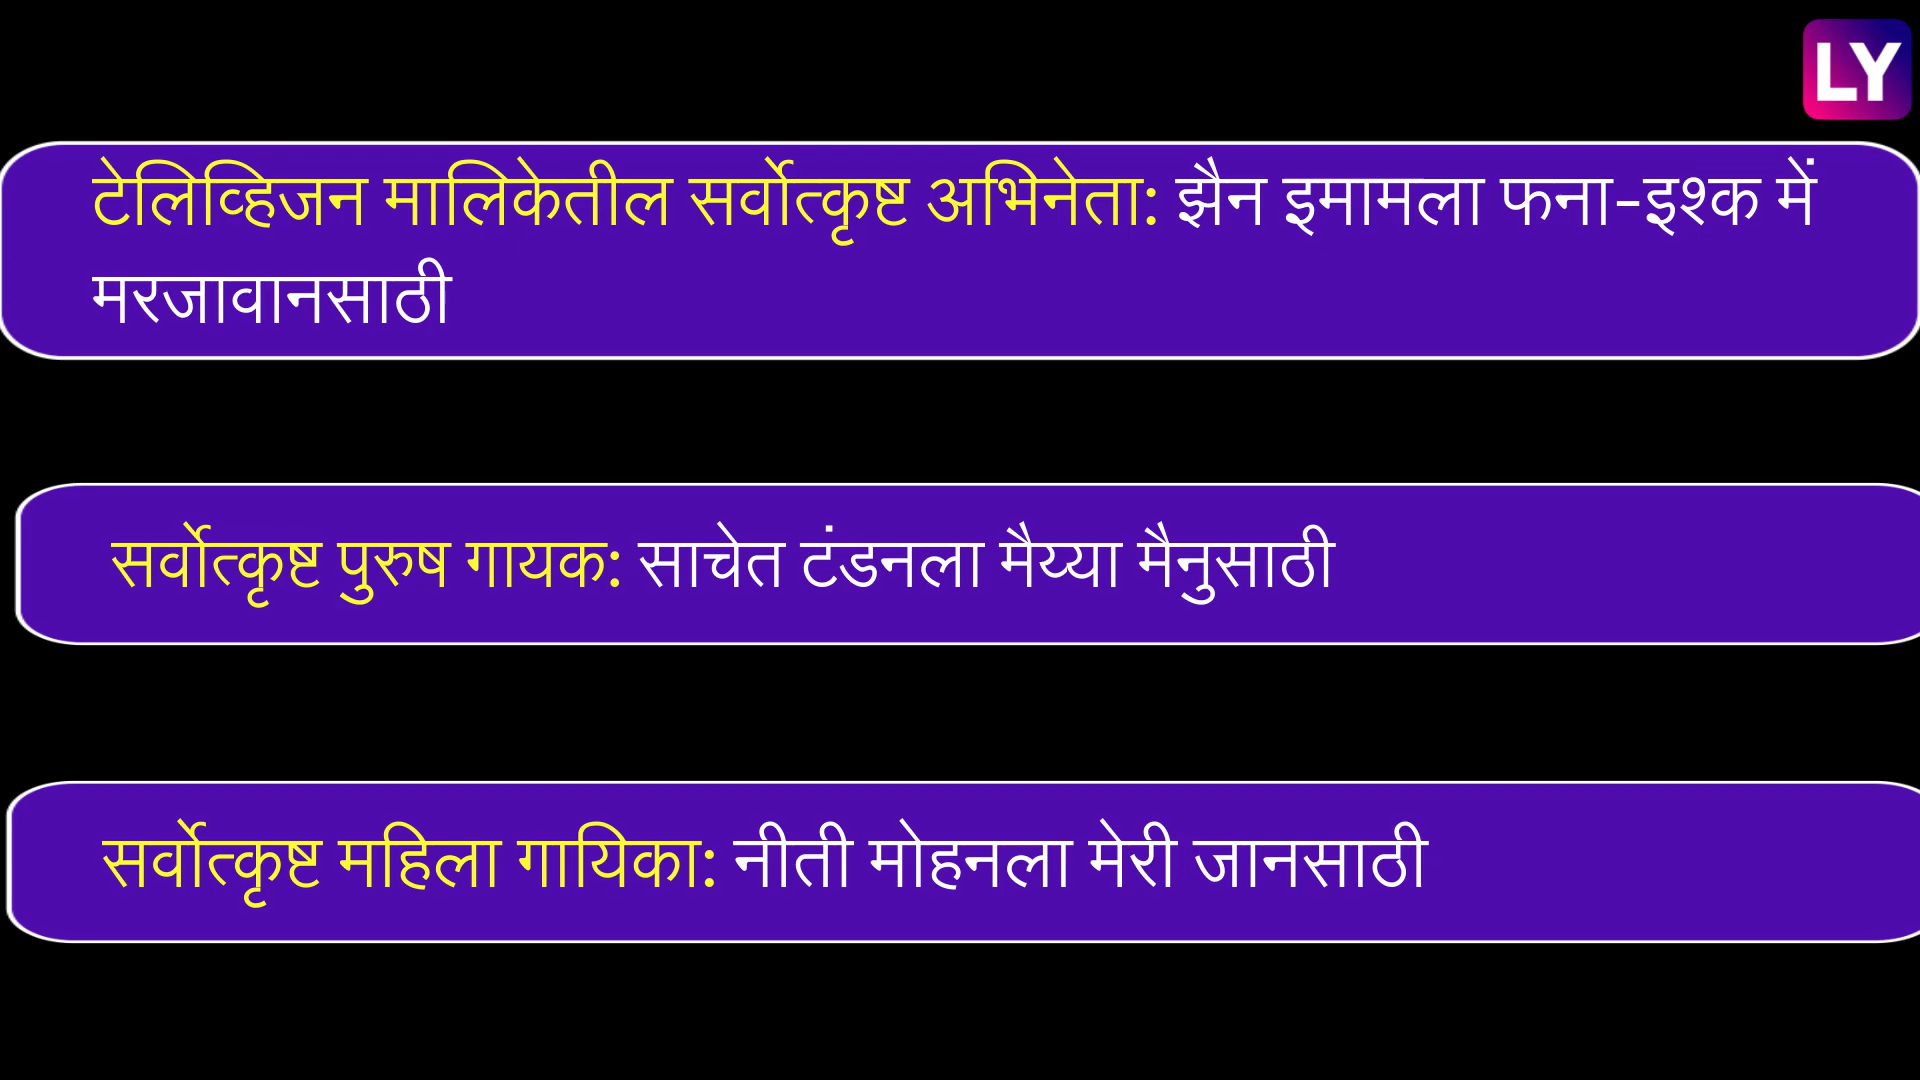 LY
टेलिव्हिजन मालिकेतील सर्वोत्कृष्ट अभिनेता: झैन इमामला फना-इश्क में
मरजावानसाठी
सर्वोत्कृष्ट पुरुष गायक: साचेत टंडनला मैय्या मैनुसाठी
सर्वोत्कृष्ट महिला गायिका: नीती मोहनला मेरी जानसाठी